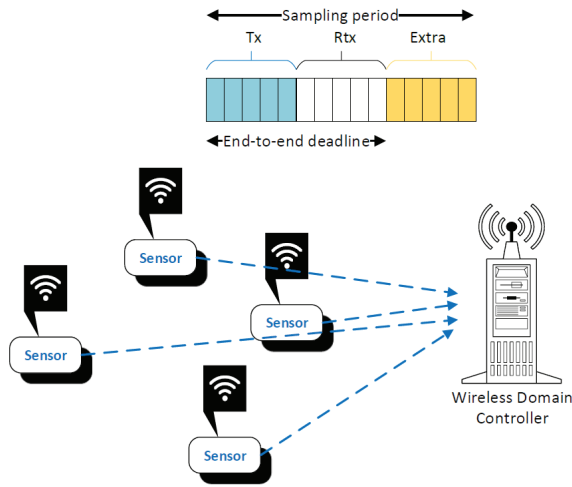 Sampling period
Tx
Rtx
Extra
End-to-end deadline
Sensor
Sensor
Sensor
Sensor
Wireless Domain
Controller